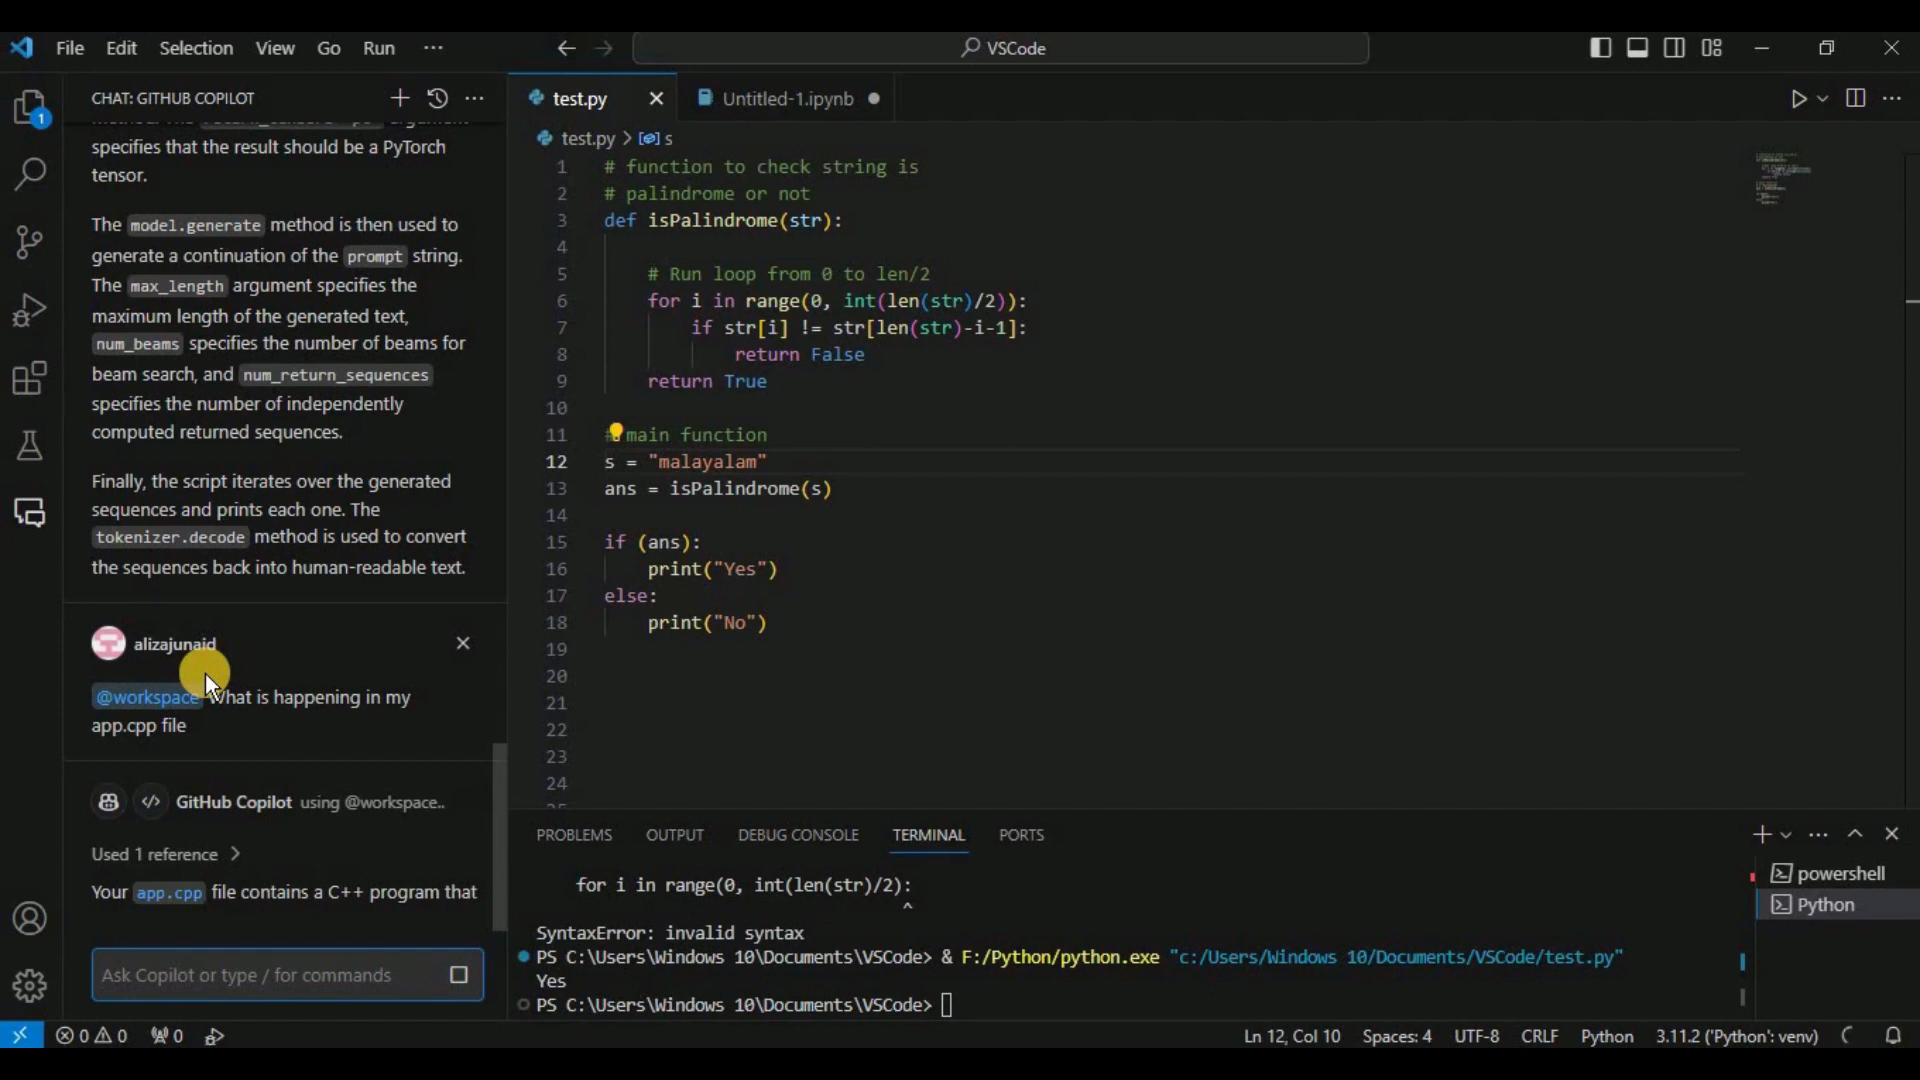 File Edit Selection View Go Run ···
VSCode
CHAT: GITHUB COPILOT
specifies that the result should be a PyTorch
tensor.
The model.generate method is then used to
generate a continuation of the prompt string.
The max_length argument specifies the
maximum length of the generated text,
num_beams specifies the number of beams for
beam search, and num_return_sequences
specifies the number of independently
computed returned sequences.
Finally, the script iterates over the generated
sequences and prints each one. The
tokenizer.decode method is used to convert
the sequences back into human-readable text.
alizajunaid
@workspace What is happening in my
app.cpp file
GitHub Copilot using @workspace..
Used 1 reference >
Your app.cpp file contains a C++ program that
Ask Copilot or type / for commands
1
test.py
Untitled-1.ipynb
test.py > s
1 # function to check string is
2 # palindrome or not
3 def isPalindrome(str):
4
5 # Run loop from 0 to len/2
6 for i in range(0, int(len(str)/2)):
7 if str[i] != str[len(str)-i-1]:
8 return False
9 return True
10
11 # main function
12 s = "malayalam"
13 ans = isPalindrome(s)
14
15 if (ans):
16 print("Yes")
17 else:
18 print("No")
19
20
21
22
23
24
PROBLEMS OUTPUT DEBUG CONSOLE TERMINAL PORTS
for i in range(0, int(len(str)/2):
^
SyntaxError: invalid syntax
PS C:\Users\Windows 10\Documents\VSCode> & F:/Python/python.exe "c:/Users/Windows 10/Documents/VSCode/test.py"
Yes
PS C:\Users\Windows 10\Documents\VSCode>
powershell
Python
0 0 0
Ln 12, Col 10 Spaces: 4 UTF-8 CRLF Python 3.11.2 ('Python': venv)